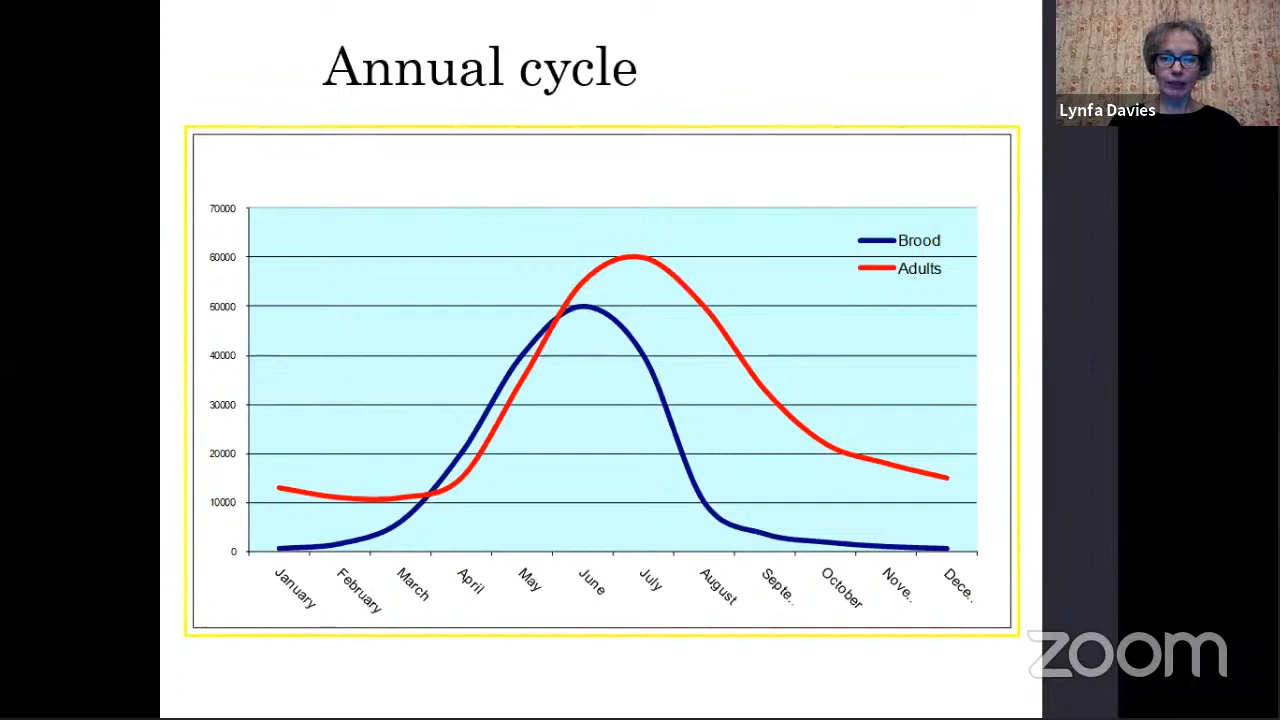 Annual cycle
Lynfa Davies
70000
60000
50000
40000
30000
20000
10000
0
Brood
Adults
January
February
March
April
May
June
July
August
Septe..
October
Nove..
Dece..
zoom